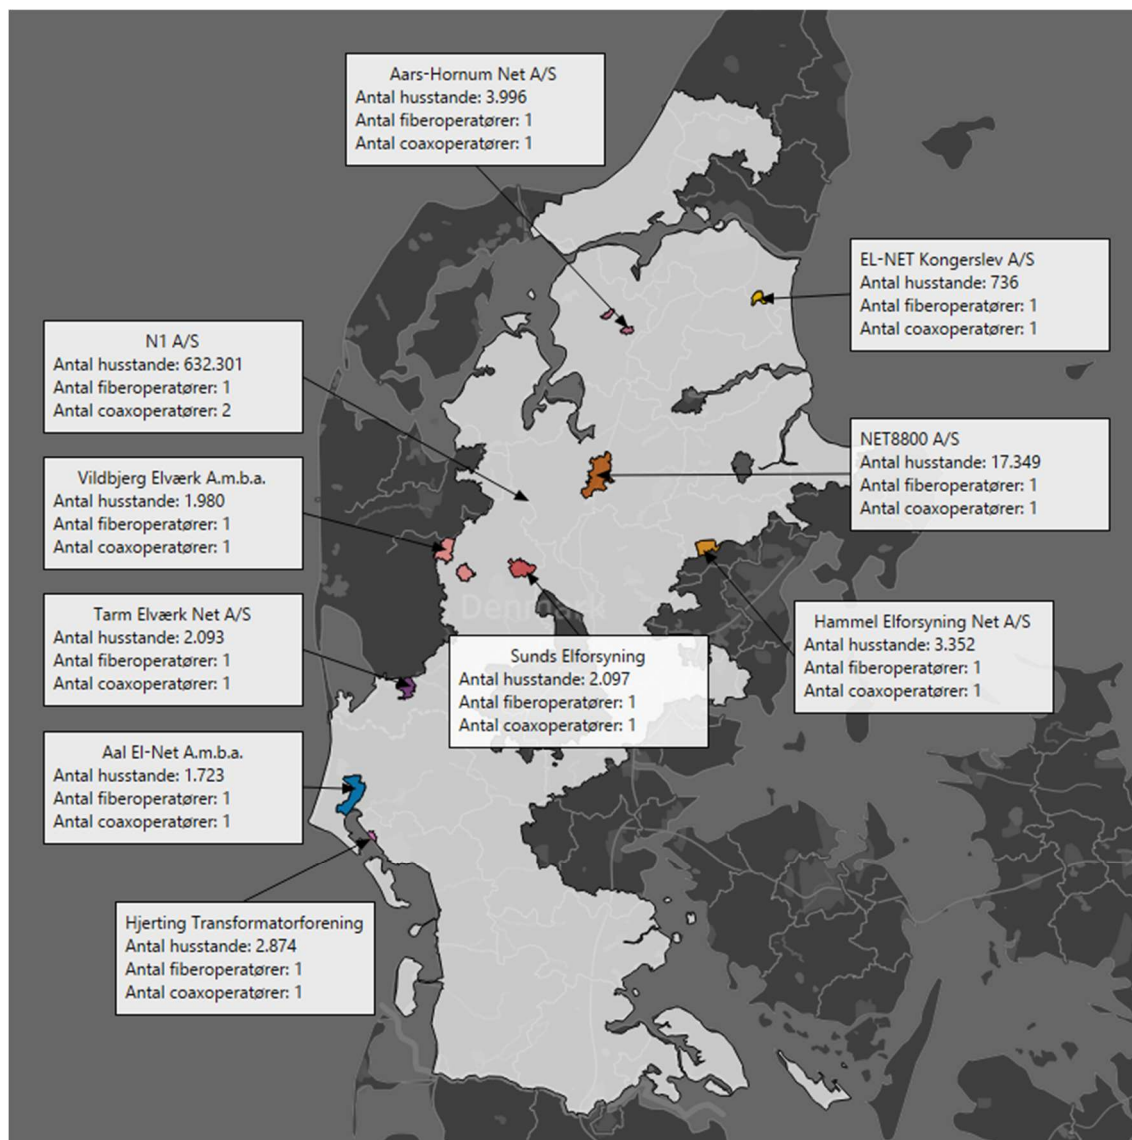 Aars-Hornum Net A/S
Antal husstande: 3.996
Antal fiberoperatører: 1
Antal coaxoperatører: 1
EL-NET Kongerslev A/S
Antal husstande: 736
Antal fiberoperatører: 1
Antal coaxoperatører: 1
N1 A/S
Antal husstande: 632.301
Antal fiberoperatører: 1
Antal coaxoperatører: 2
NET8800 A/S
Antal husstande: 17.349
Antal fiberoperatører: 1
Antal coaxoperatører: 1
Vildbjerg Elværk A.m.b.a.
Antal husstande: 1.980
Antal fiberoperatører: 1
Antal coaxoperatører: 1
Denmark
Tarm Elværk Net A/S
Antal husstande: 2.093
Antal fiberoperatører: 1
Antal coaxoperatører: 1
Hammel Elforsyning Net A/S
Antal husstande: 3.352
Antal fiberoperatører: 1
Antal coaxoperatører: 1
Sunds Elforsyning
Antal husstande: 2.097
Antal fiberoperatører: 1
Antal coaxoperatører: 1
Aal El-Net A.m.b.a.
Antal husstande: 1.723
Antal fiberoperatører: 1
Antal coaxoperatører: 1
Hjerting Transformatorforening
Antal husstande: 2.874
Antal fiberoperatører: 1
Antal coaxoperatører: 1